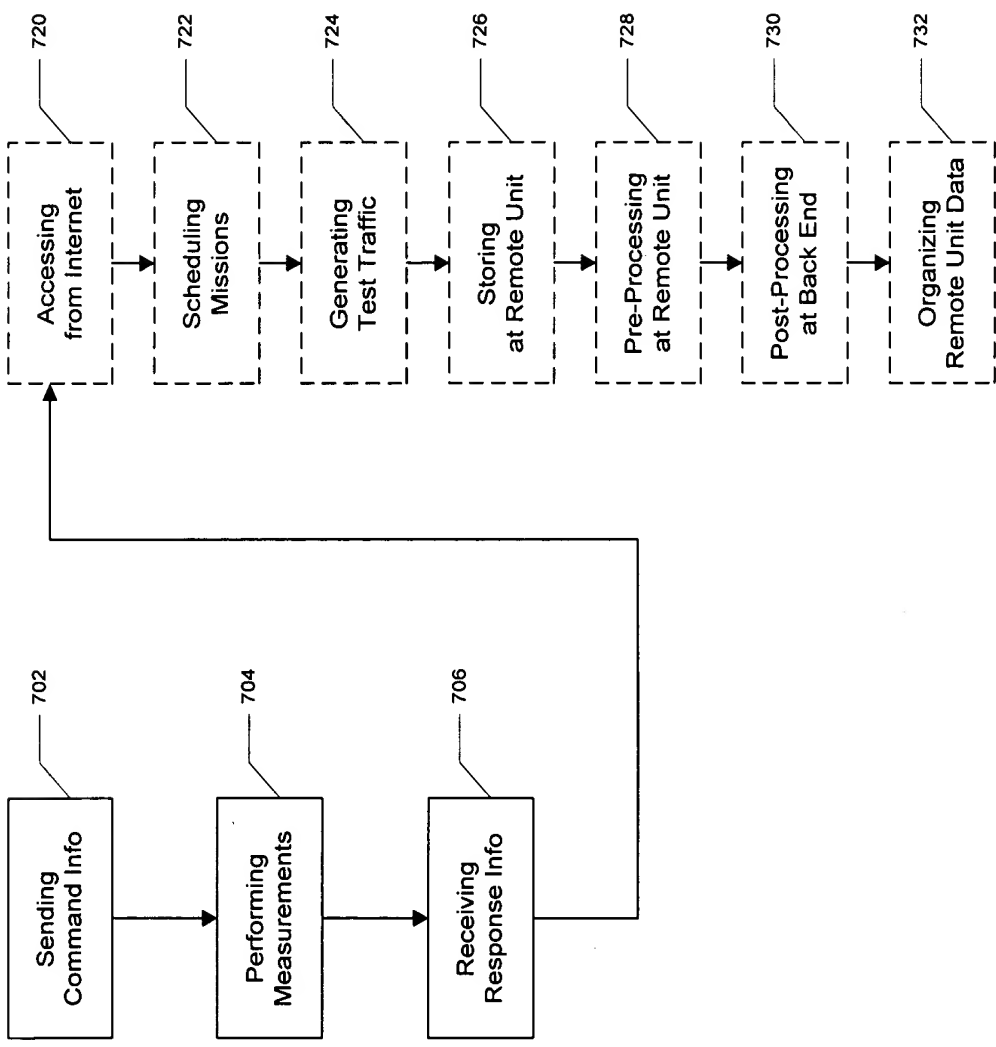 702
Sending
Command Info
704
Performing
Measurements
706
Receiving
Response Info
720
Accessing
from Internet
722
Scheduling
Missions
724
Generating
Test Traffic
726
Storing
at Remote Unit
728
Pre-Processing
at Remote Unit
730
Post-Processing
at Back End
732
Organizing
Remote Unit Data